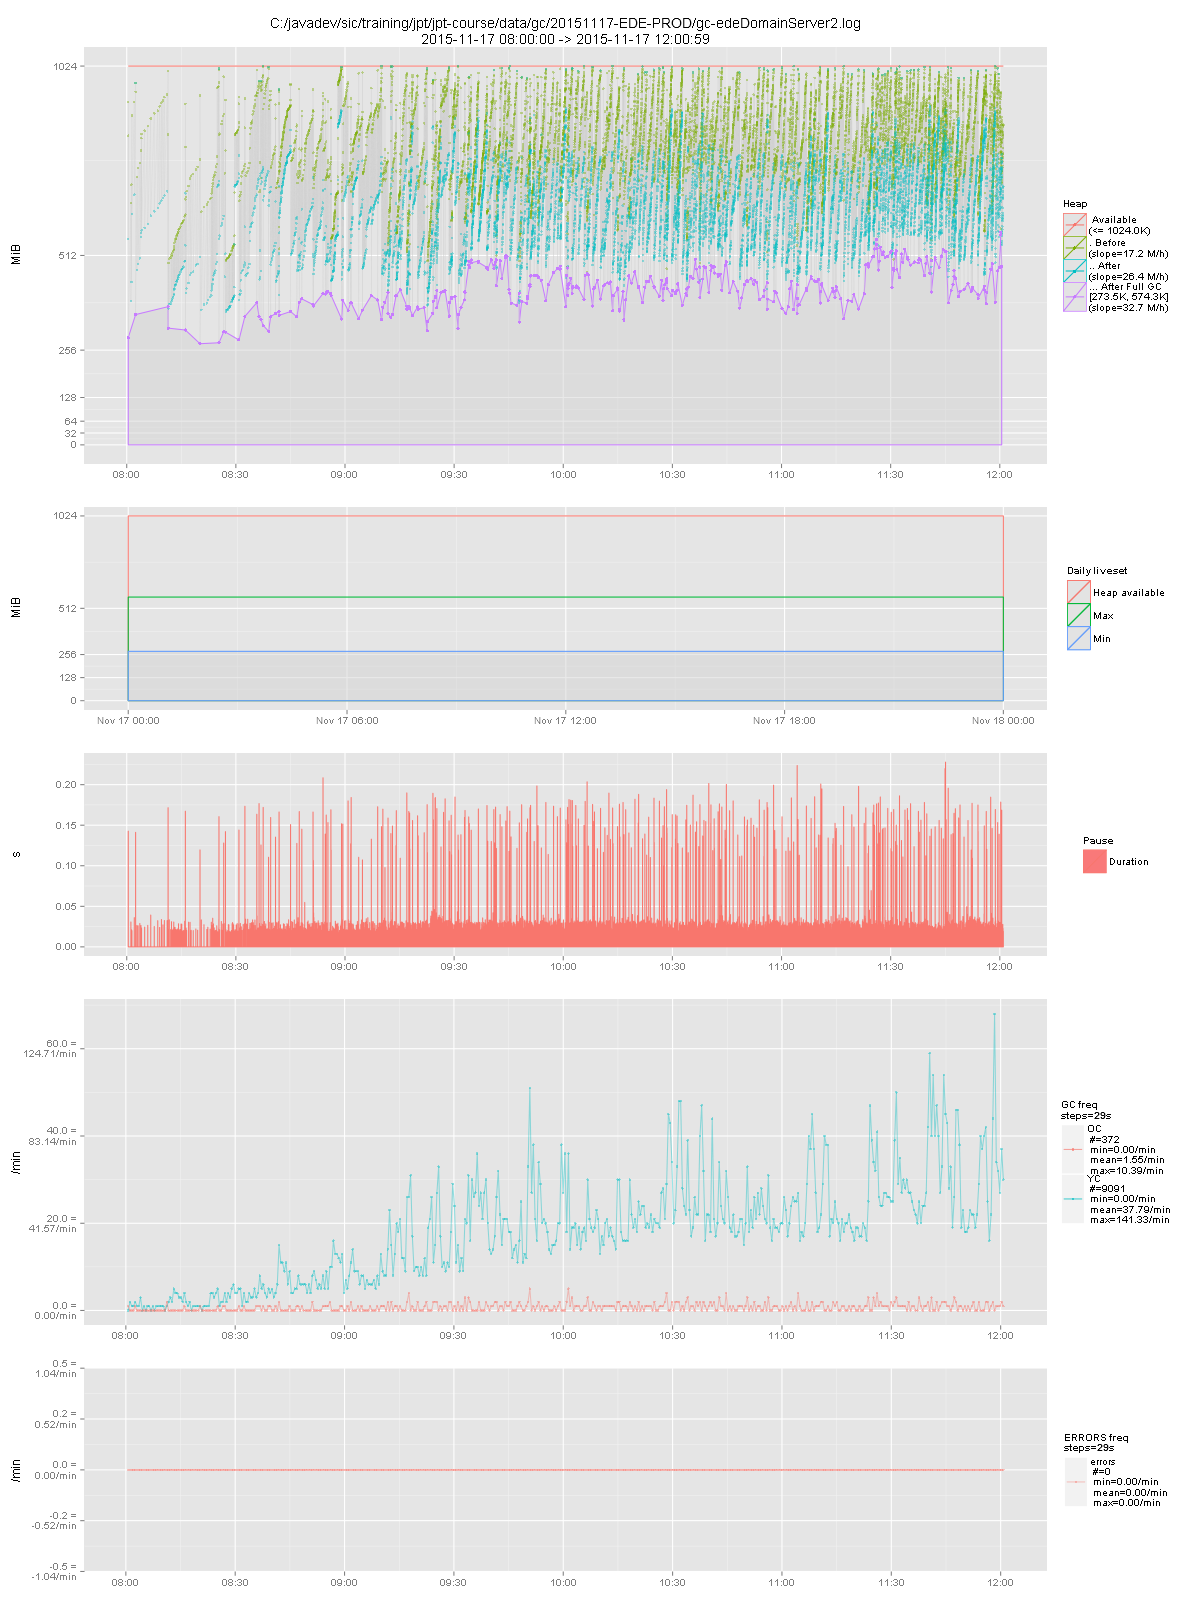 C:/javadev/sic/training/jpt/jpt-course/data/gc/20151117-EDE-PROD/gc-edeDomainServer2.log
2015-11-17 08:00:00 -> 2015-11-17 12:00:59
MiB
1024
512
256
128
64
32
0
08:00 08:30 09:00 09:30 10:00 10:30 11:00 11:30 12:00
Heap
Available
(<= 1024.0K)
. Before
(slope=17.2 M/h)
.. After
(slope=26.4 M/h)
... After Full GC
[273.5K, 574.3K]
(slope=32.7 M/h)
MiB
1024
512
256
128
0
Nov 17 00:00 Nov 17 06:00 Nov 17 12:00 Nov 17 18:00 Nov 18 00:00
Daily liveset
Heap available
Max
Min
s
0.20
0.15
0.10
0.05
0.00
08:00 08:30 09:00 09:30 10:00 10:30 11:00 11:30 12:00
Pause
Duration
/min
60.0 =
124.71/min
40.0 =
83.14/min
20.0 =
41.57/min
0.0 =
0.00/min
08:00 08:30 09:00 09:30 10:00 10:30 11:00 11:30 12:00
GC freq
steps=29s
OC
#=372
min=0.00/min
mean=1.55/min
max=10.39/min
YC
#=9091
min=0.00/min
mean=37.79/min
max=141.33/min
/min
0.5 =
1.04/min
0.2 =
0.52/min
0.0 =
0.00/min
-0.2 =
-0.52/min
-0.5 =
-1.04/min
08:00 08:30 09:00 09:30 10:00 10:30 11:00 11:30 12:00
ERRORS freq
steps=29s
errors
#=0
min=0.00/min
mean=0.00/min
max=0.00/min